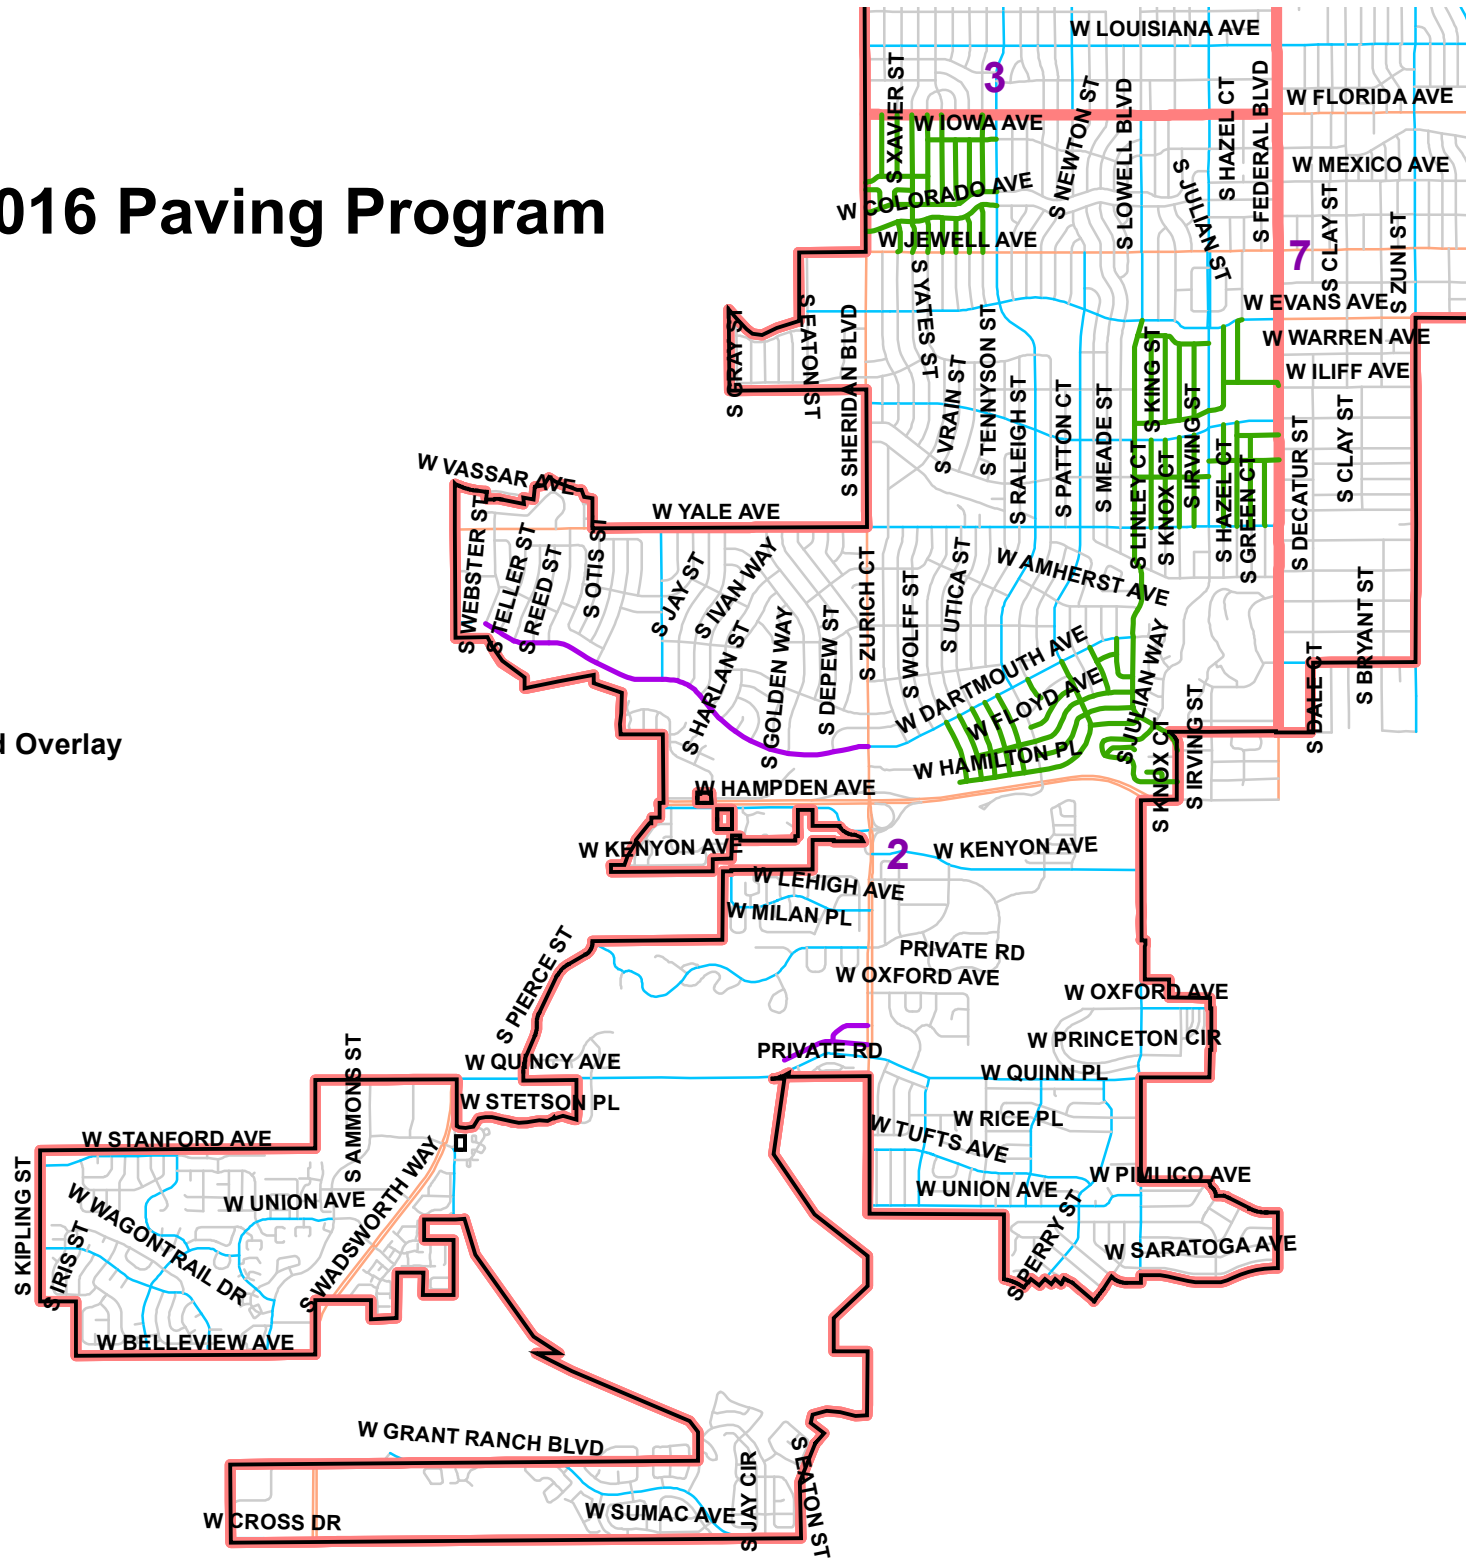 W LOUISIANA AVE
3
S XAVIER ST
S NEWTON ST
S LOWELL BLVD
S HAZEL CT
S FEDERAL BLVD
W FLORIDA AVE
W IOWA AVE
W MEXICO AVE
016 Paving Program
W COLORADO AVE
S JULIAN ST
S CLAY ST
S ZUNI ST
W JEWELL AVE
7
S YATES ST
W EVANS AVE
S GRAY ST
S EATON ST
S SHERIDAN BLVD
S VRAIN ST
S TENNYSON ST
S RALEIGH ST
S PATTON CT
S MEADE ST
S KING ST
W WARREN AVE
W ILIFF AVE
S LINLEY CT
S KNOX CT
S IRVING ST
S HAZEL CT
S GREEN CT
S DECATUR ST
S CLAY ST
W VASSAR AVE
W YALE AVE
S WEBSTER ST
S TELLER ST
S REED ST
S OTIS ST
S JAY ST
S IVAN WAY
S HARLAN ST
S GOLDEN WAY
S DEPEW ST
S ZURICH CT
S WOLFF ST
S UTICA ST
W AMHERST AVE
W DARTMOUTH AVE
W FLOYD AVE
S JULIAN WAY
S BRYANT ST
S DALE CT
d Overlay
W HAMILTON PL
S KNOX CT
S IRVING ST
W HAMPDEN AVE
W KENYON AVE
2
W KENYON AVE
W LEHIGH AVE
W MILAN PL
S PIERCE ST
PRIVATE RD
W OXFORD AVE
W OXFORD AVE
W PRINCETON CIR
S AMMONS ST
W QUINCY AVE
PRIVATE RD
W QUINN PL
W STETSON PL
W RICE PL
W STANFORD AVE
W TUFTS AVE
S KIPLING ST
W WAGONTRAIL DR
W UNION AVE
S WADSWORTH WAY
W UNION AVE
W PIMLICO AVE
S IRIS ST
S PERRY ST
W SARATOGA AVE
W BELLEVIEW AVE
W GRANT RANCH BLVD
S EATON ST
S JAY CIR
W SUMAC AVE
W CROSS DR